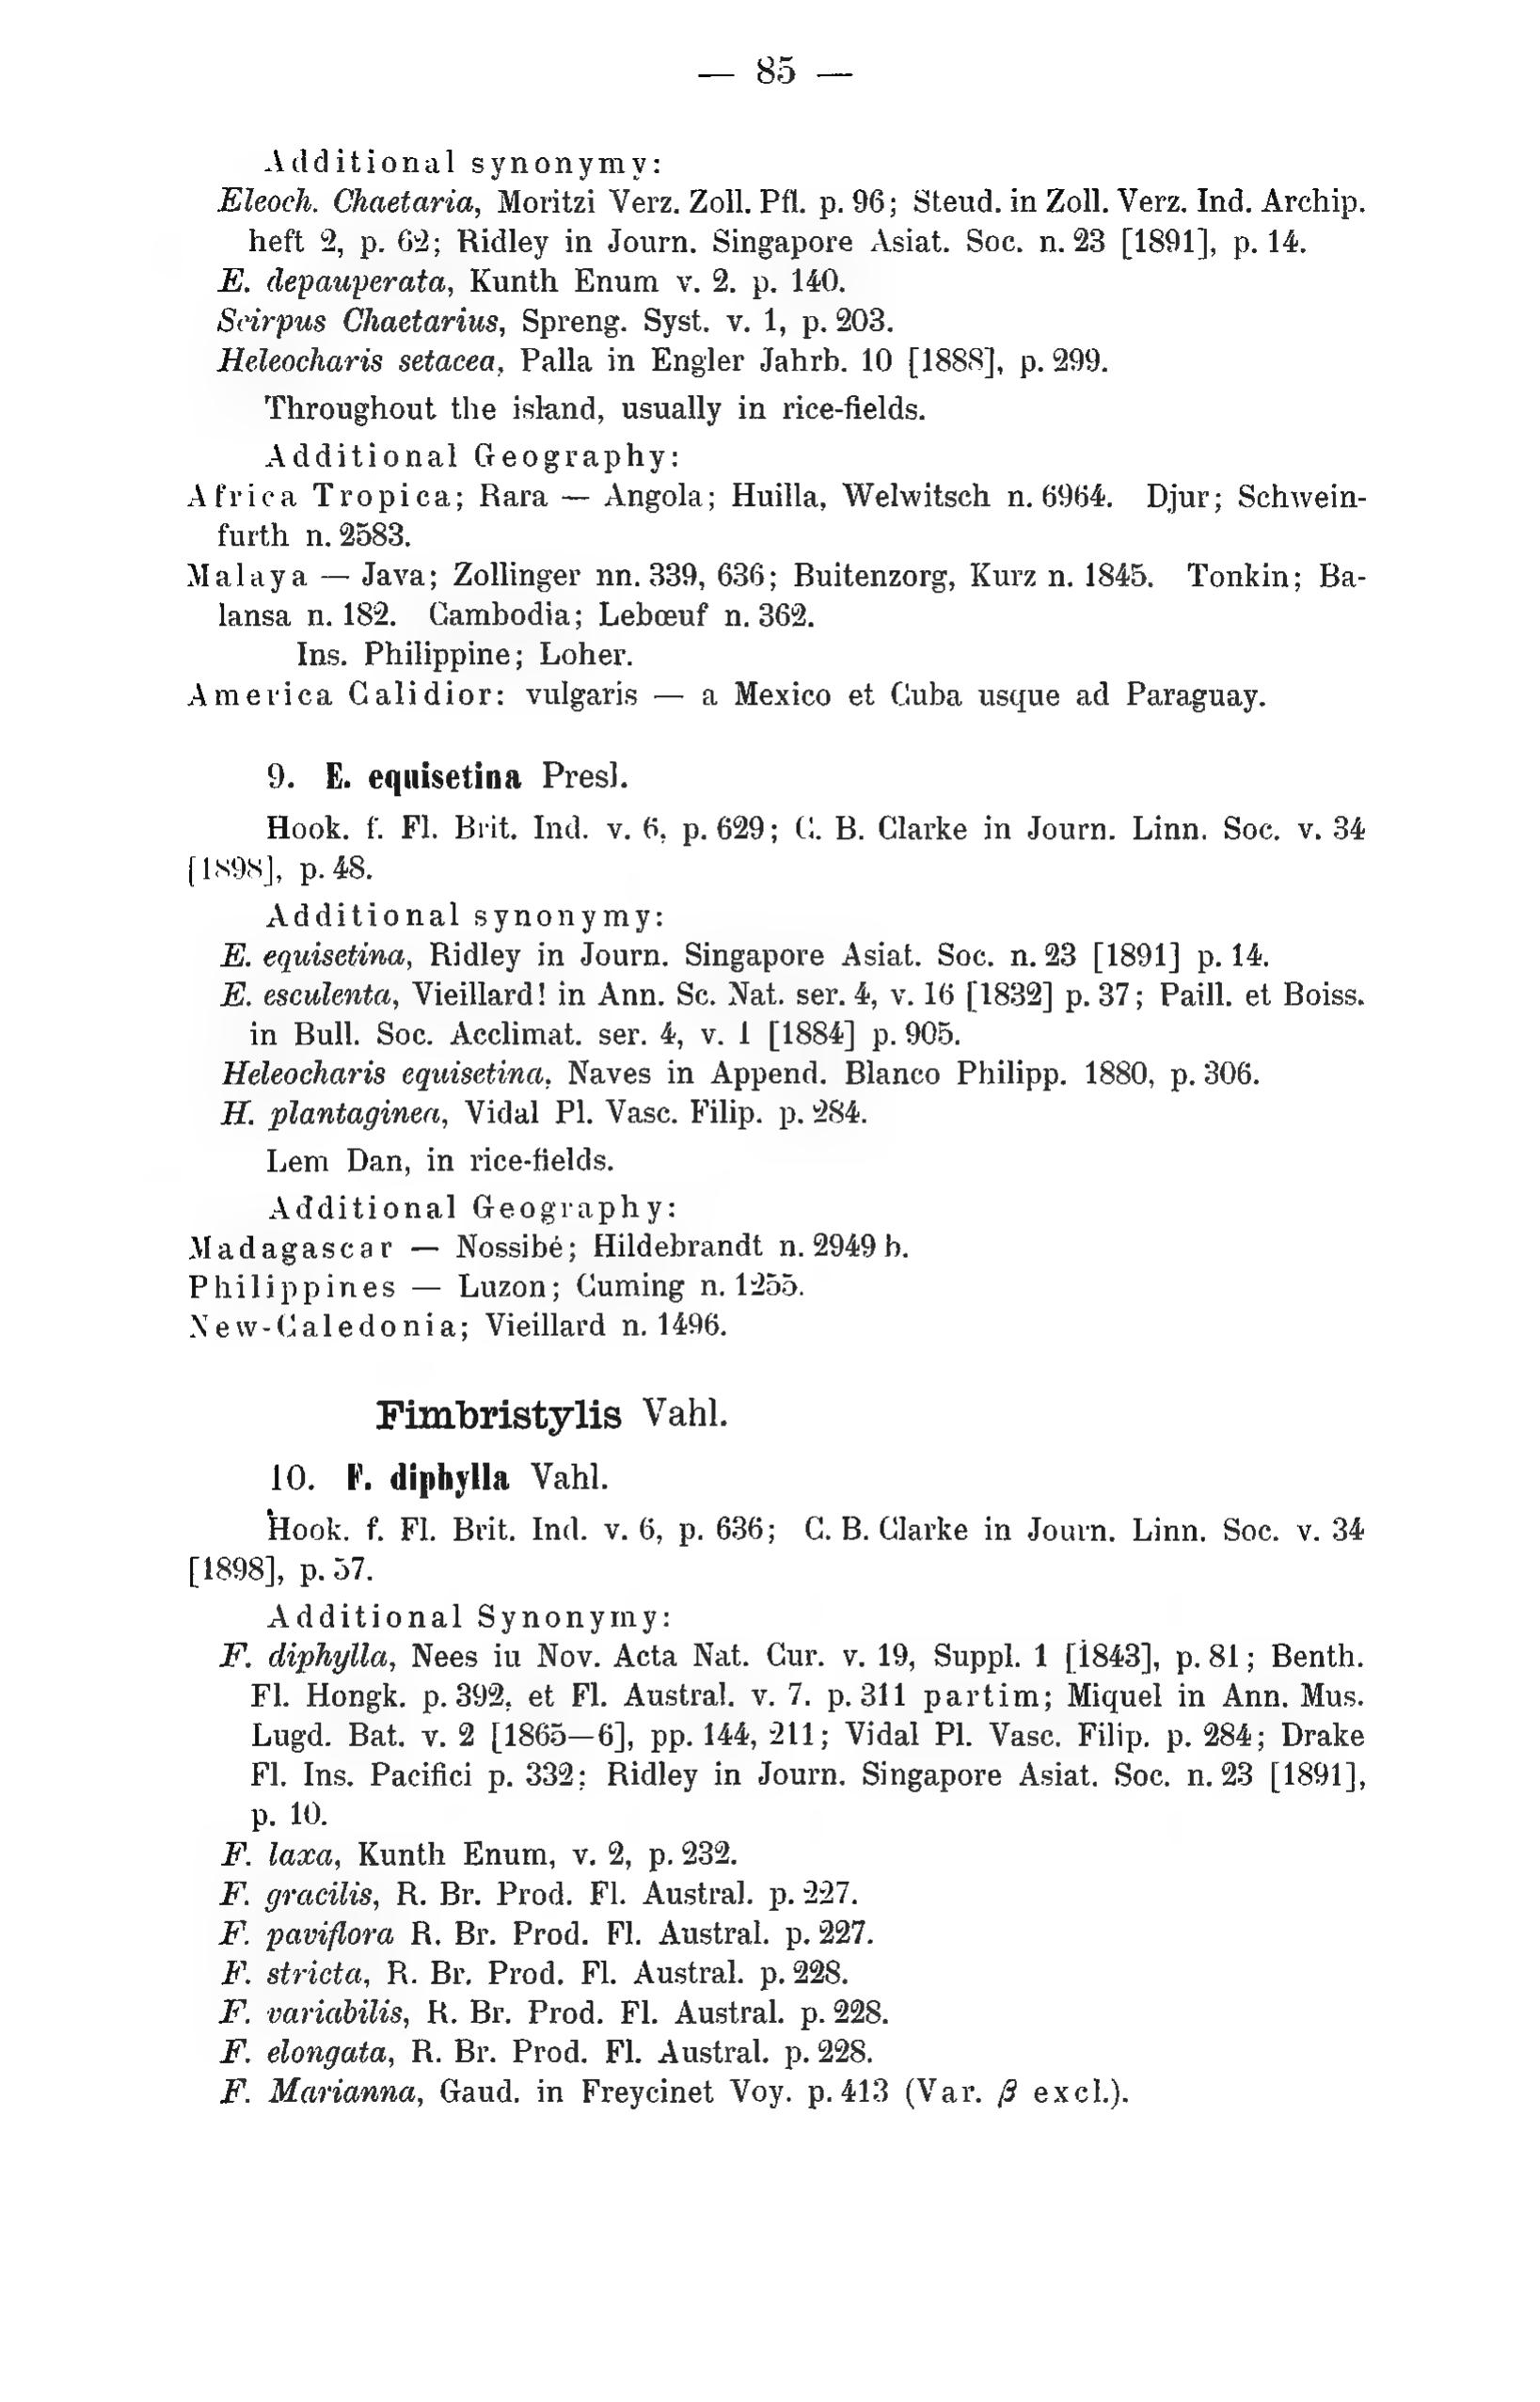 — 85 —
Additional synonymy:
Eleoch. Chaetaria, Moritzi Verz. Zoll. Pfl. p. 96; Steud. in Zoll. Verz. Ind. Archip.
heft 2, p. 62; Ridley in Journ. Singapore Asiat. Soc. n. 23 [1891], p. 14.
E. depauperata, Kunth Enum v. 2. p. 140.
Scirpus Chaetarius, Spreng. Syst. v. 1, p. 203.
Heleocharis setacea, Palla in Engler Jahrb. 10 [1888], p. 299.
Throughout the island, usually in rice-fields.
Additional Geography:
Africa Tropica; Rara — Angola; Huilla, Welwitsch n. 6964. Djur; Schwein-
furth n. 2583.
Malaya — Java; Zollinger nn. 339, 636; Buitenzorg, Kurz n. 1845. Tonkin; Ba-
lansa n. 182. Cambodia; Lebœuf n. 362.
Ins. Philippine; Loher.
America Calidior: vulgaris — a Mexico et Cuba usque ad Paraguay.
9. E. equisetina Presl.
Hook. f. Fl. Brit. Ind. v. 6, p. 629; C. B. Clarke in Journ. Linn. Soc. v. 34
[1898], p. 48.
Additional synonymy:
E. equisetina, Ridley in Journ. Singapore Asiat. Soc. n. 23 [1891] p. 14.
E. esculenta, Vieillard! in Ann. Sc. Nat. ser. 4, v. 16 [1832] p. 37; Paill. et Boiss.
in Bull. Soc. Acclimat. ser. 4, v. 1 [1884] p. 905.
Heleocharis equisetina, Naves in Append. Blanco Philipp. 1880, p. 306.
H. plantaginea, Vidal Pl. Vasc. Filip. p. 284.
Lem Dan, in rice-fields.
Additional Geography:
Madagascar — Nossibé; Hildebrandt n. 2949 b.
Philippines — Luzon; Cuming n. 1255.
New-Caledonia; Vieillard n. 1496.
Fimbristylis Vahl.
10. F. diphylla Vahl.
Hook. f. Fl. Brit. Ind. v. 6, p. 636; C. B. Clarke in Journ. Linn. Soc. v. 34
[1898], p. 57.
Additional Synonymy:
F. diphylla, Nees iu Nov. Acta Nat. Cur. v. 19, Suppl. 1 [1843], p. 81; Benth.
Fl. Hongk. p. 392, et Fl. Austral. v. 7. p. 311 partim; Miquel in Ann. Mus.
Lugd. Bat. v. 2 [1865—6], pp. 144, 211; Vidal Pl. Vasc. Filip. p. 284; Drake
Fl. Ins. Pacifici p. 332; Ridley in Journ. Singapore Asiat. Soc. n. 23 [1891],
p. 10.
F. laxa, Kunth Enum, v. 2, p. 232.
F. gracilis, R. Br. Prod. Fl. Austral. p. 227.
F. paviflora R. Br. Prod. Fl. Austral. p. 227.
F. stricta, R. Br. Prod. Fl. Austral. p. 228.
F. variabilis, R. Br. Prod. Fl. Austral. p. 228.
F. elongata, R. Br. Prod. Fl. Austral. p. 228.
F. Marianna, Gaud. in Freycinet Voy. p. 413 (Var. β excl.).